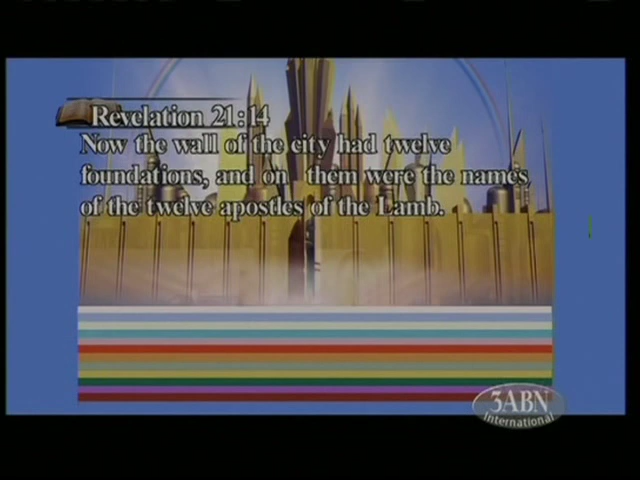 Revelation 21:14
Now the wall of the city had twelve
foundations, and on them were the names
of the twelve apostles of the Lamb.
3ABN
International